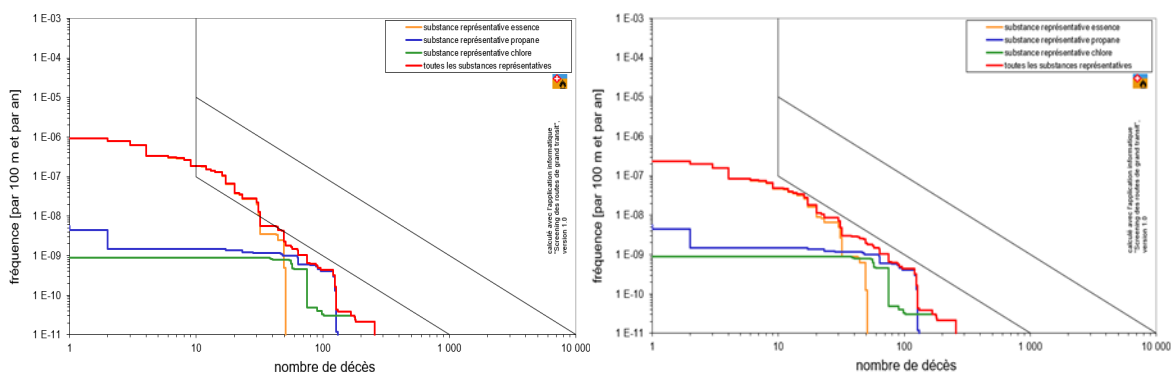 1 E-03
1 E-04
1 E-05
1 E-06
1 E-07
1 E-08
1 E-09
1 E-10
1 E-11
fréquence [par 100 m et par an]
substance représentative essence
substance représentative propane
substance représentative chlore
toutes les substances représentatives
calculé avec l'application informatique
"Screening des routes de grand transit",
version 1.0
1
10
100
1 000
10 000
nombre de décès
1 E-03
1 E-04
1 E-05
1 E-06
1 E-07
1 E-08
1 E-09
1 E-10
1 E-11
fréquence [par 100 m et par an]
substance représentative essence
substance représentative propane
substance représentative chlore
toutes les substances représentatives
calculé avec l'application informatique
"Screening des routes de grand transit",
version 1.0
1
10
100
1 000
10 000
nombre de décès